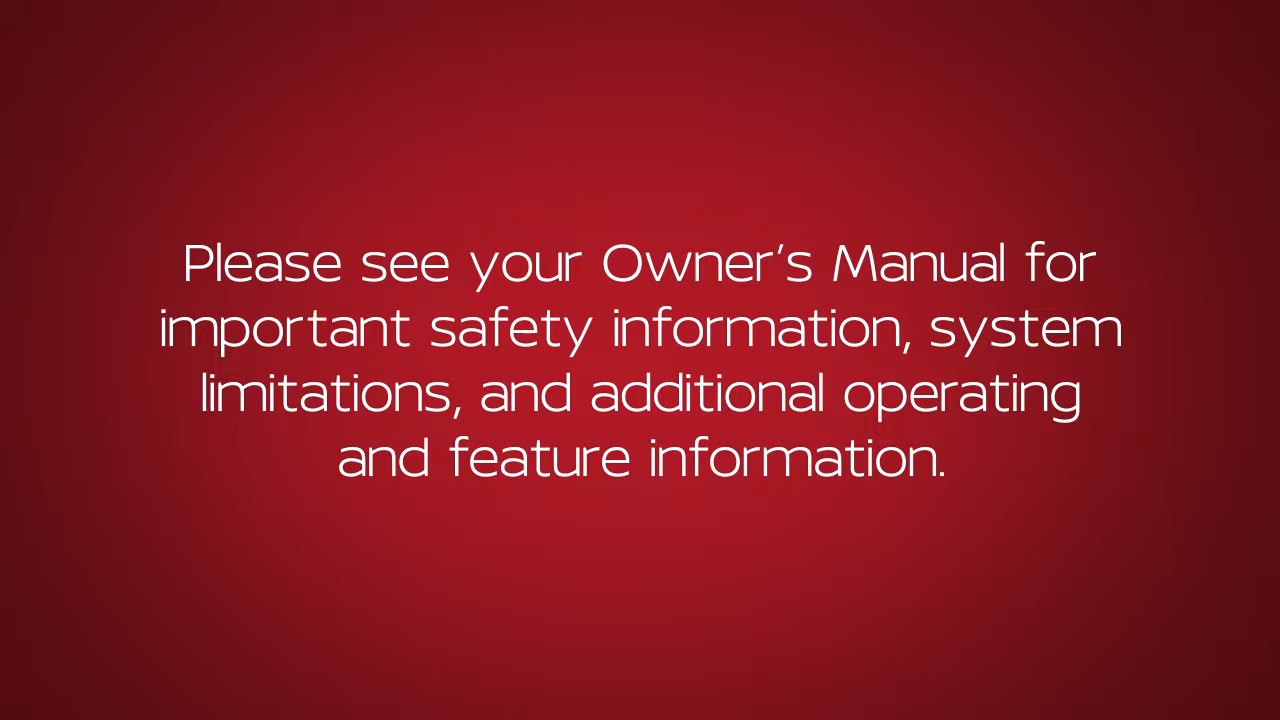 Please see your Owner’s Manual for
important safety information, system
limitations, and additional operating
and feature information.